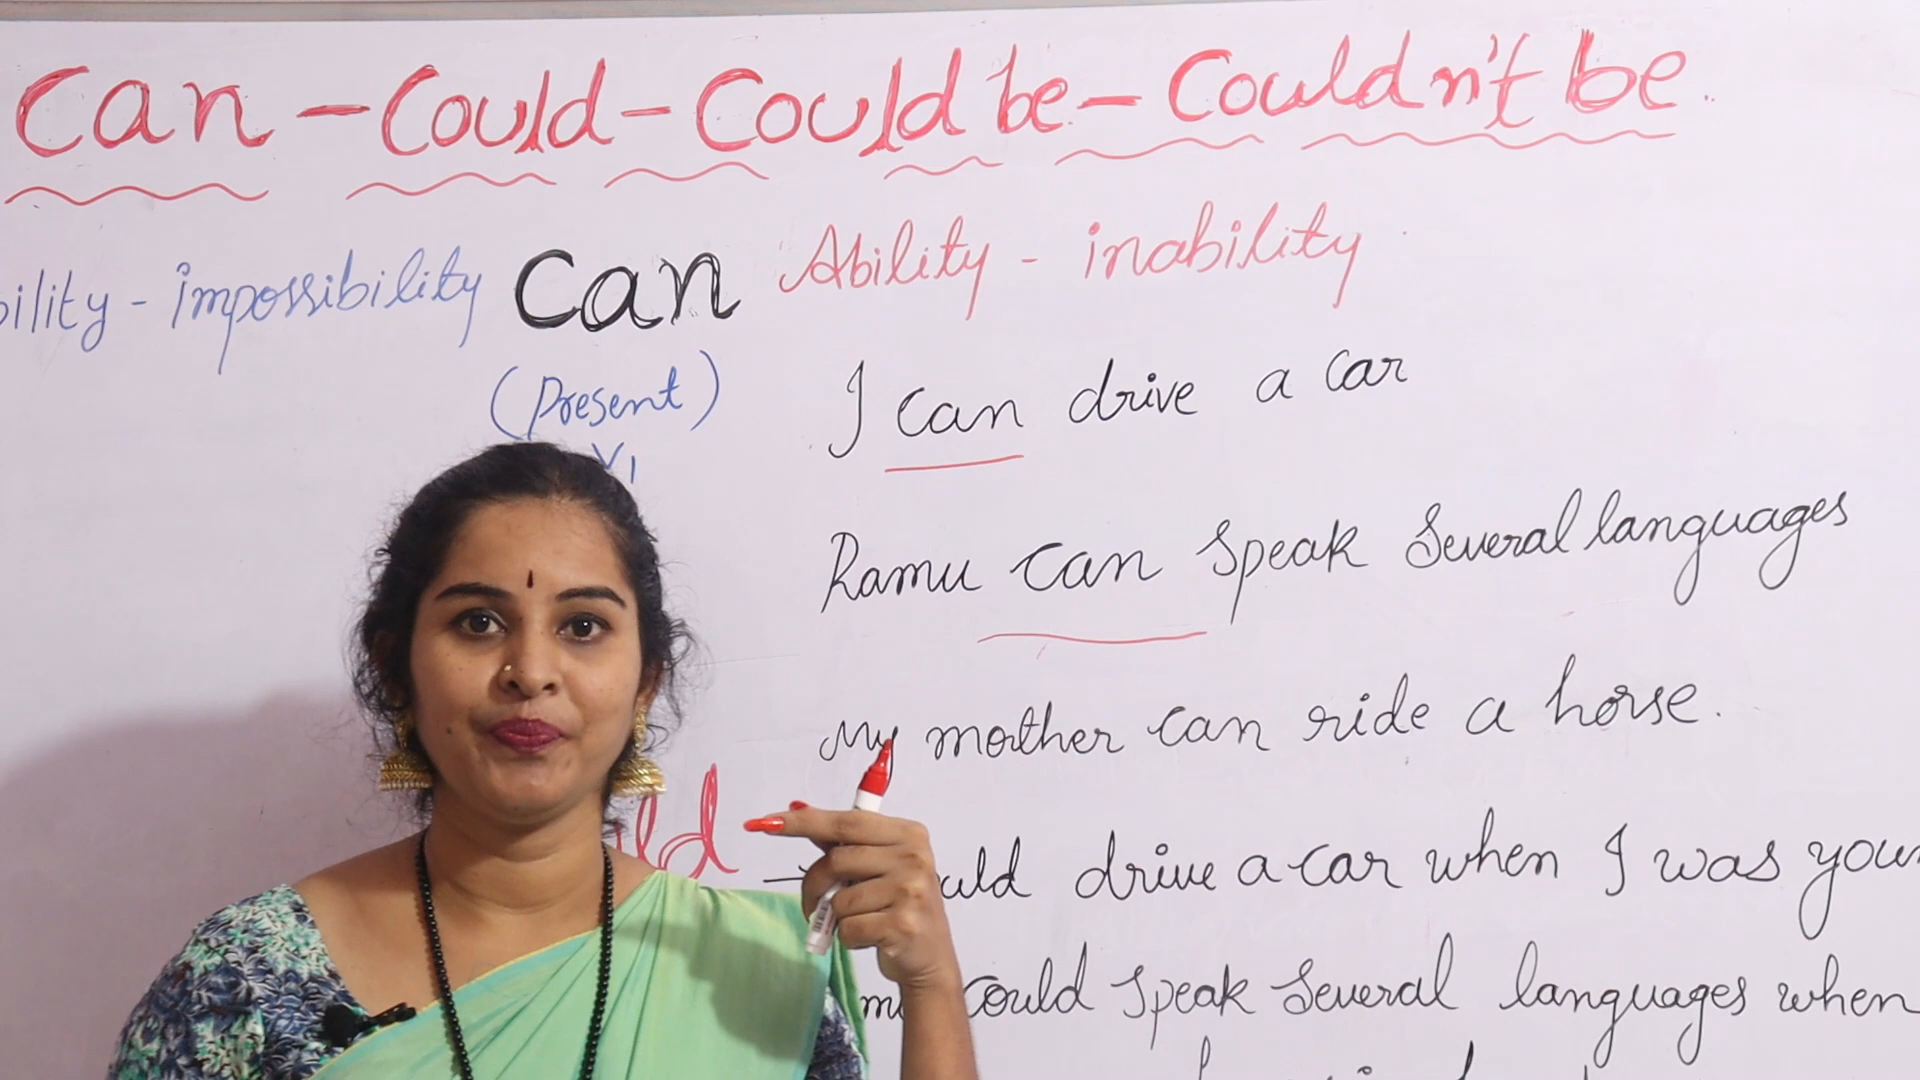 Can - Could - Could be - Couldn't be
impossibility Can Ability - inability
(Present)
V1
I can drive a car
Ramu can speak several languages
My mother can ride a horse.
drive a car when I was
could speak several languages when